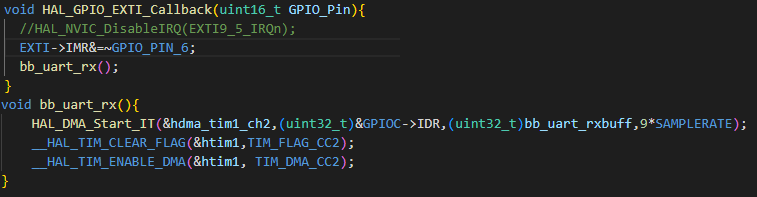 void HAL_GPIO_EXTI_Callback(uint16_t GPIO_Pin){
//HAL_NVIC_DisableIRQ(EXTI9_5_IRQn);
EXTI->IMR&=~GPIO_PIN_6;
bb_uart_rx();
}
void bb_uart_rx(){
HAL_DMA_Start_IT(&hdma_tim1_ch2,(uint32_t)&GPIOC->IDR,(uint32_t)bb_uart_rxbuff,9*SAMPLERATE);
__HAL_TIM_CLEAR_FLAG(&htim1,TIM_FLAG_CC2);
__HAL_TIM_ENABLE_DMA(&htim1, TIM_DMA_CC2);
}